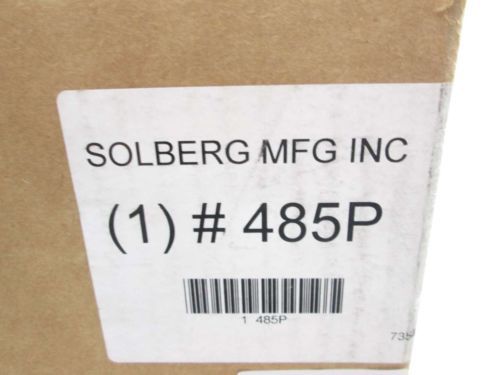 SOLBERG MFG INC
(1) # 485P
1 485P